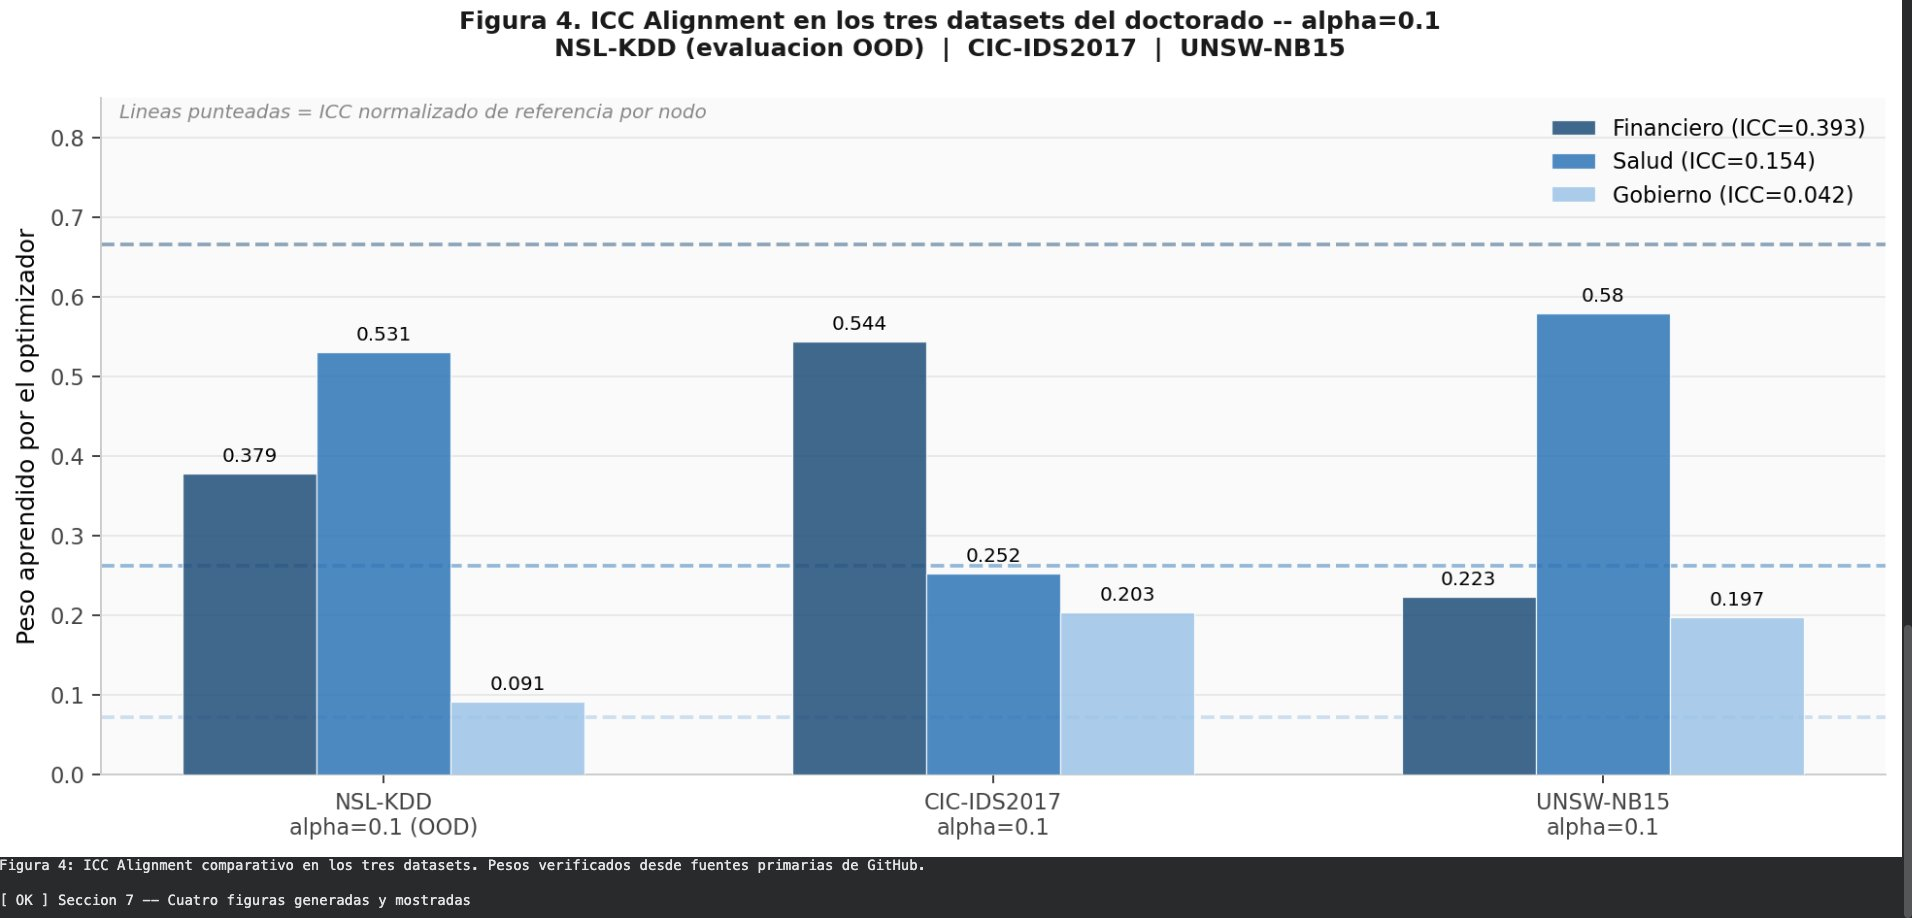 Figura 4. ICC Alignment en los tres datasets del doctorado -- alpha=0.1
NSL-KDD (evaluacion OOD) | CIC-IDS2017 | UNSW-NB15
Lineas punteadas = ICC normalizado de referencia por nodo
Financiero (ICC=0.393)
Salud (ICC=0.154)
Gobierno (ICC=0.042)
Peso aprendido por el optimizador
0.8
0.7
0.6
0.5
0.4
0.3
0.2
0.1
0.0
0.379
0.531
0.091
0.544
0.252
0.203
0.223
0.58
0.197
NSL-KDD
alpha=0.1 (OOD)
CIC-IDS2017
alpha=0.1
UNSW-NB15
alpha=0.1
Figura 4: ICC Alignment comparativo en los tres datasets. Pesos verificados desde fuentes primarias de GitHub.
[ OK ] Seccion 7 —— Cuatro figuras generadas y mostradas